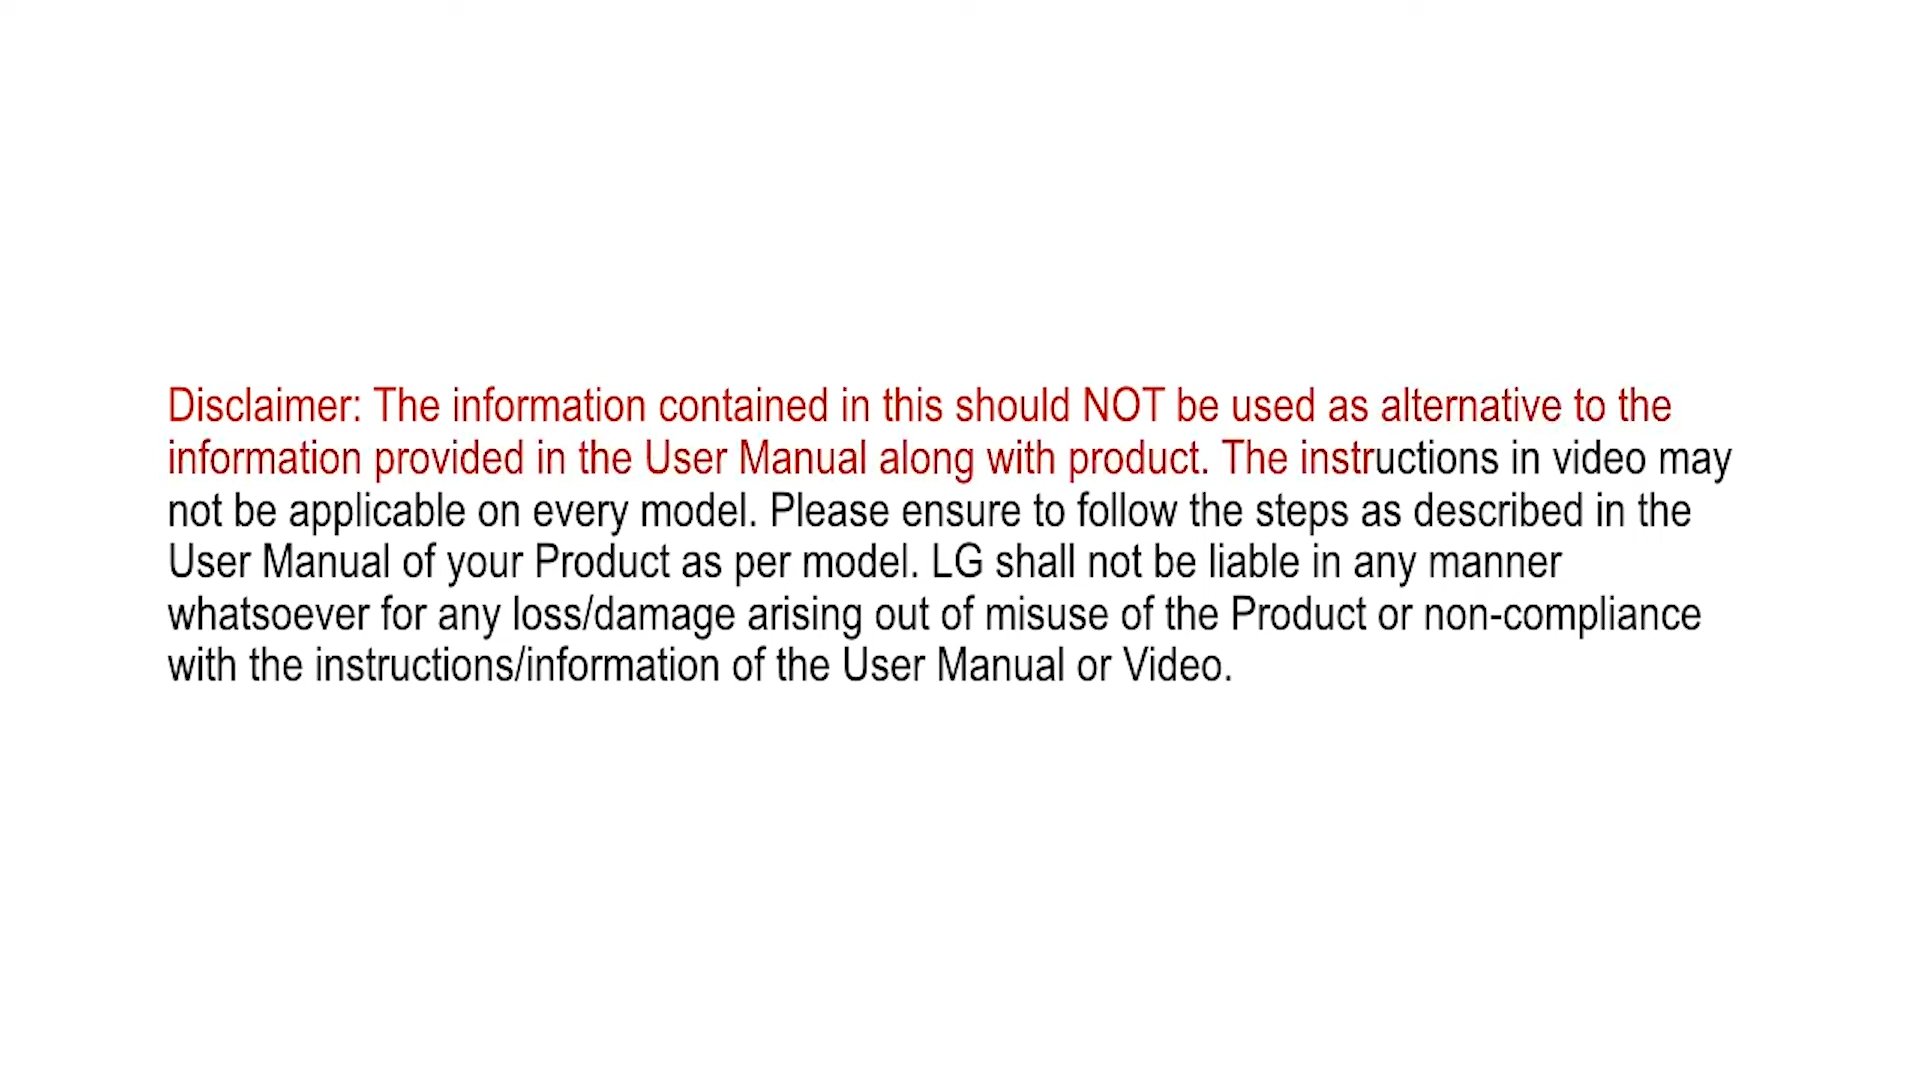 Disclaimer: The information contained in this should NOT be used as alternative to the
information provided in the User Manual along with product. The instructions in video may
not be applicable on every model. Please ensure to follow the steps as described in the
User Manual of your Product as per model. LG shall not be liable in any manner
whatsoever for any loss/damage arising out of misuse of the Product or non-compliance
with the instructions/information of the User Manual or Video.